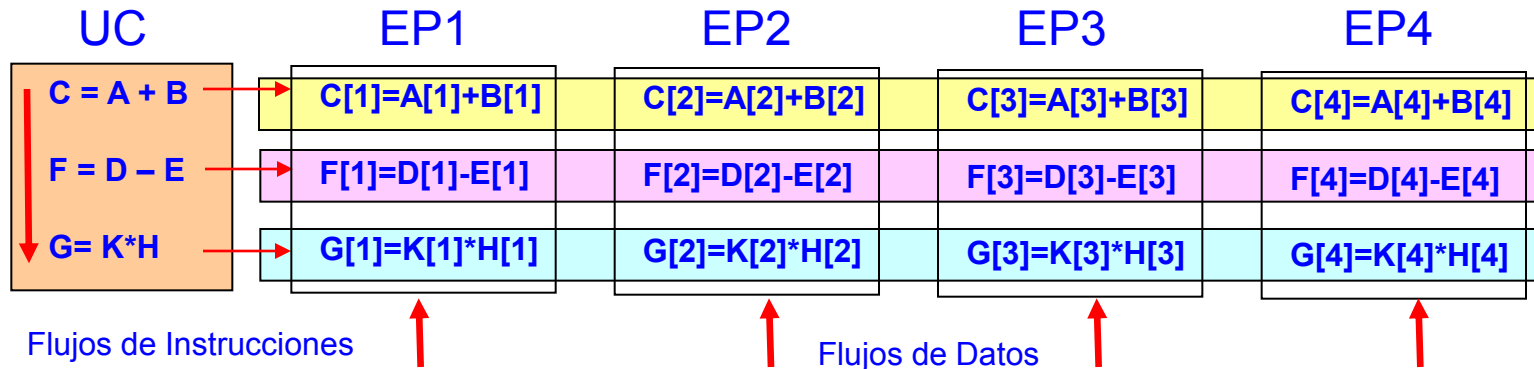 UC EP1 EP2 EP3 EP4
C = A + B C[1]=A[1]+B[1] C[2]=A[2]+B[2] C[3]=A[3]+B[3] C[4]=A[4]+B[4]
F = D – E F[1]=D[1]-E[1] F[2]=D[2]-E[2] F[3]=D[3]-E[3] F[4]=D[4]-E[4]
G= K*H G[1]=K[1]*H[1] G[2]=K[2]*H[2] G[3]=K[3]*H[3] G[4]=K[4]*H[4]
Flujos de Instrucciones Flujos de Datos